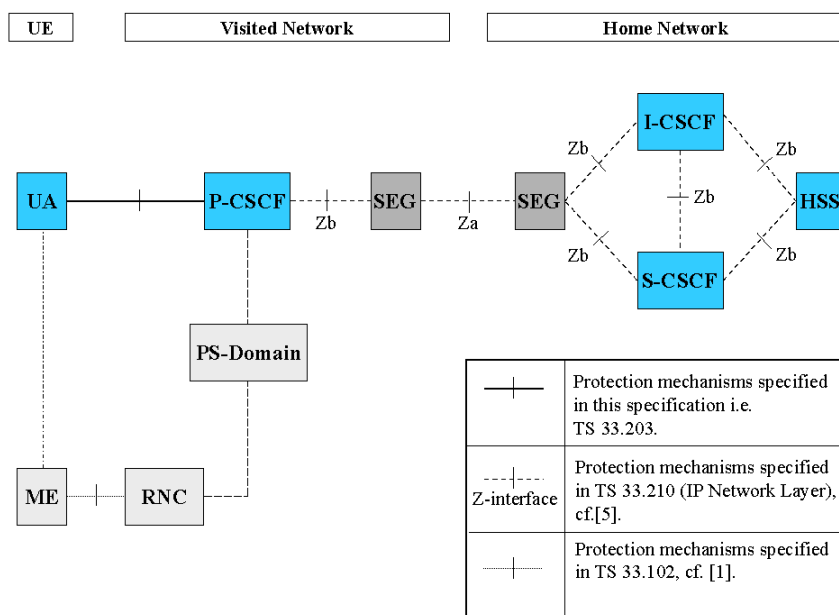 UE
Visited Network
Home Network
I-CSCF
Zb
Zb
UA
P-CSCF
SEG
SEG
Zb
HSS
Zb
Za
Zb
Zb
S-CSCF
PS-Domain
ME
RNC
Protection mechanisms specified
in this specification i.e.
TS 33.203.
Z-interface
Protection mechanisms specified
in TS 33.210 (IP Network Layer),
cf.[5].
Protection mechanisms specified
in TS 33.102, cf. [1].